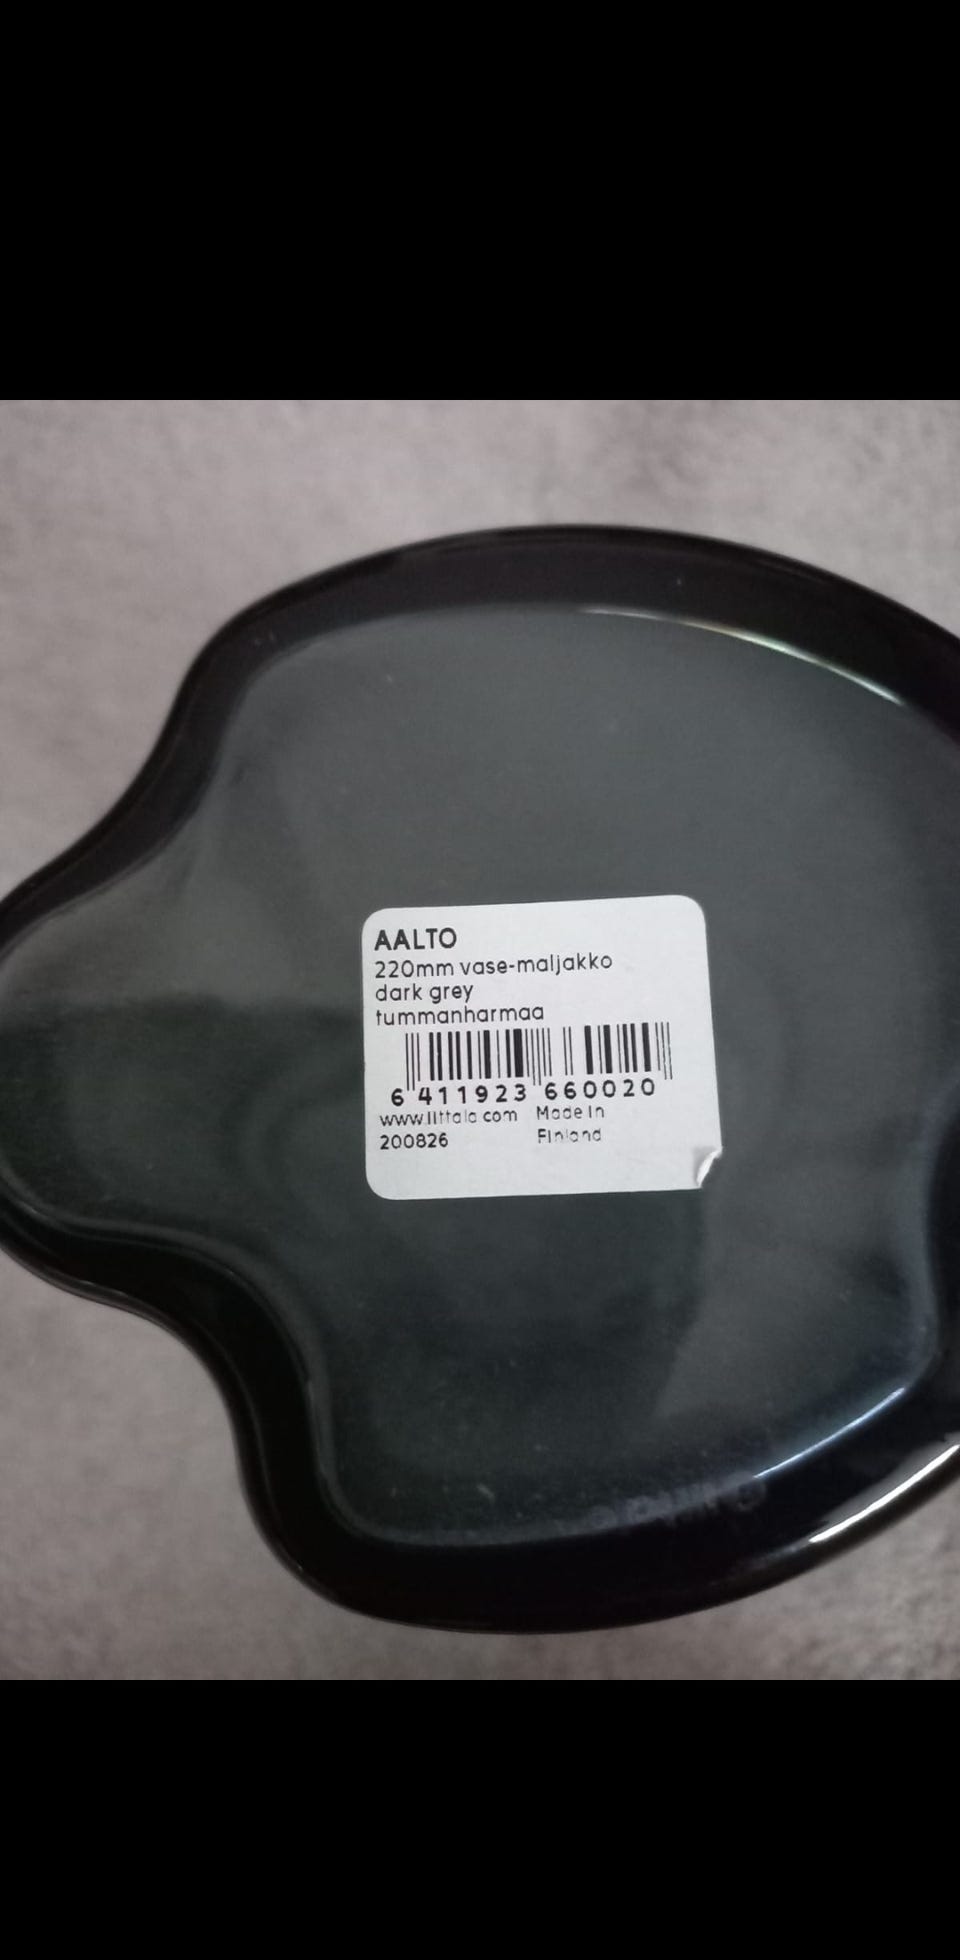 AALTO
220mm vase-maljakko
dark grey
tummanharmaa
6 411923 660020
www.iittala.com Made in
200826 Finland